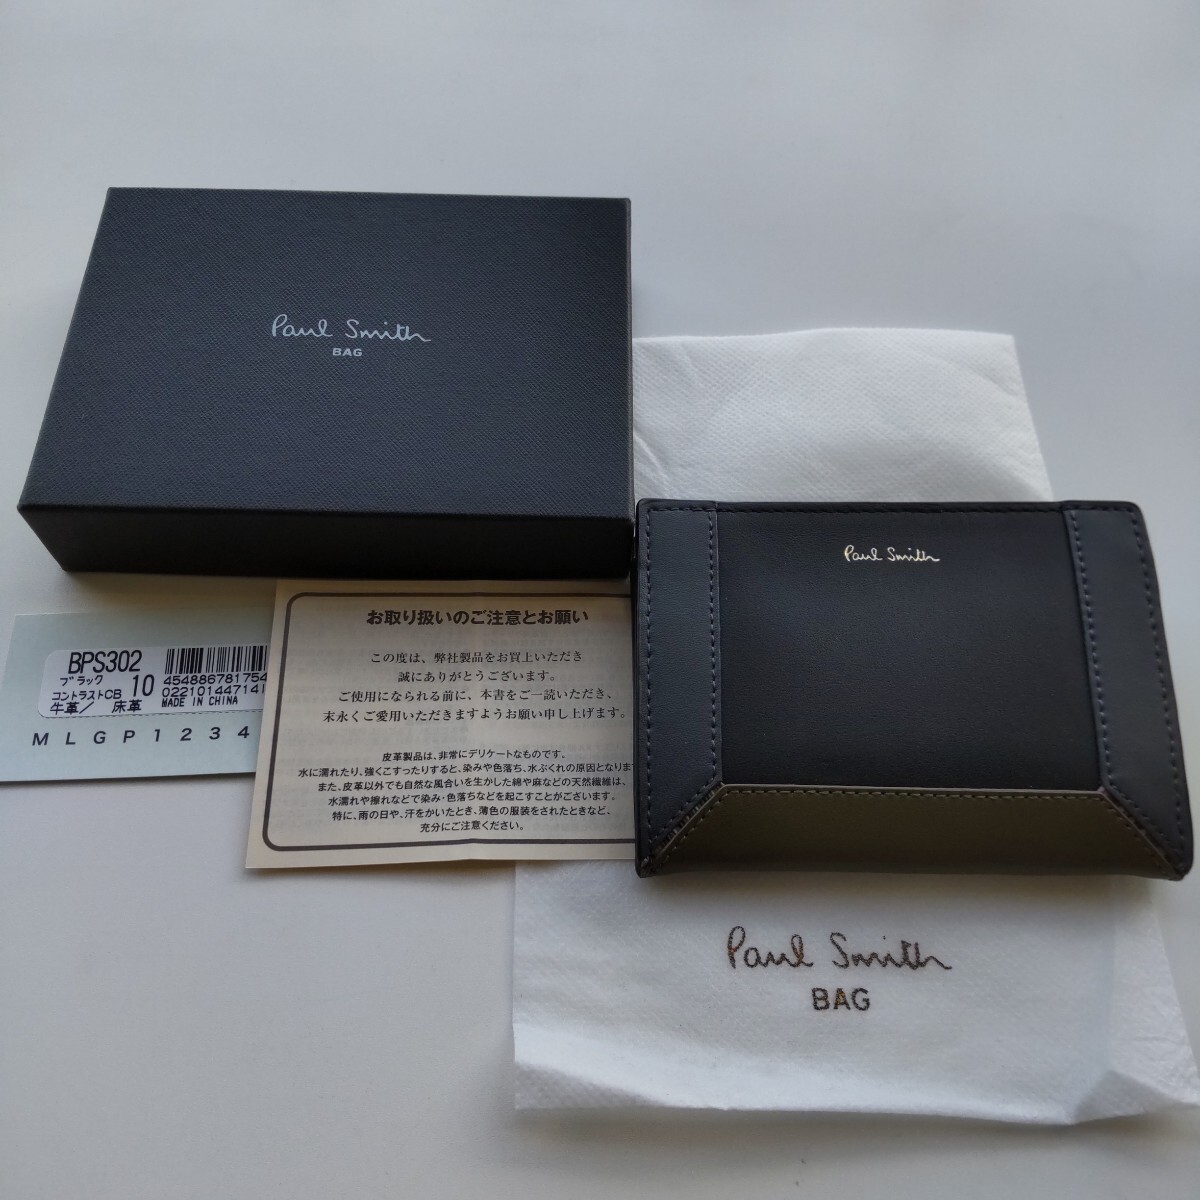 Paul Smith
BAG
BPS302
ブラック
コントラストCB 10
牛革/ 床革
454886781754
022101447141
MADE IN CHINA
M L G P 1 2 3 4
お取り扱いのご注意とお願い
この度は、弊社製品をお買上いただき
誠にありがとうございます。
ご使用になられる前に、本書をご一読いただき、
末永くご愛用いただきますようお願い申し上げます。
皮革製品は、非常にデリケートなものです。
水に濡れたり、強くこすったりすると、染みや色落ち、水ぶくれの原因となりま
また、皮革以外でも自然な風合いを生かした綿や麻などの天然繊維は、
水濡れや擦れなどで染み・色落ちなどを起こすことがございます。
特に、雨の日や、汗をかいたとき、薄色の服装をされたときなど、
充分にご注意ください。
Paul Smith
Paul Smith
BAG